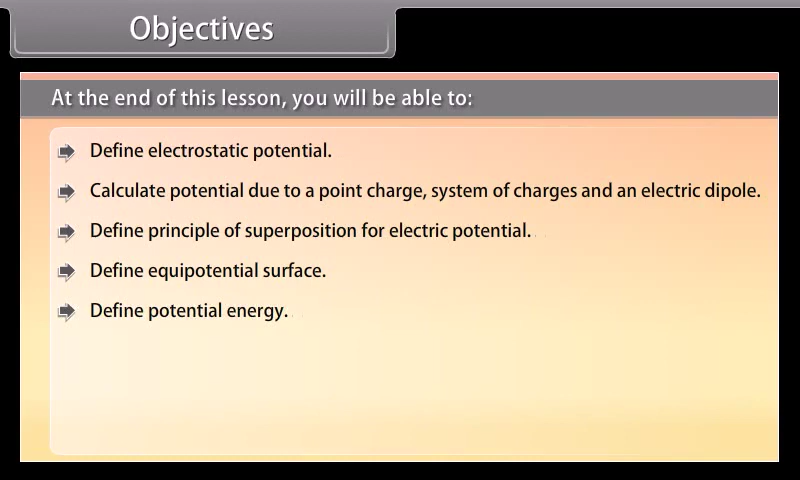 Objectives
At the end of this lesson, you will be able to:
Define electrostatic potential.
Calculate potential due to a point charge, system of charges and an electric dipole.
Define principle of superposition for electric potential.
Define equipotential surface.
Define potential energy.